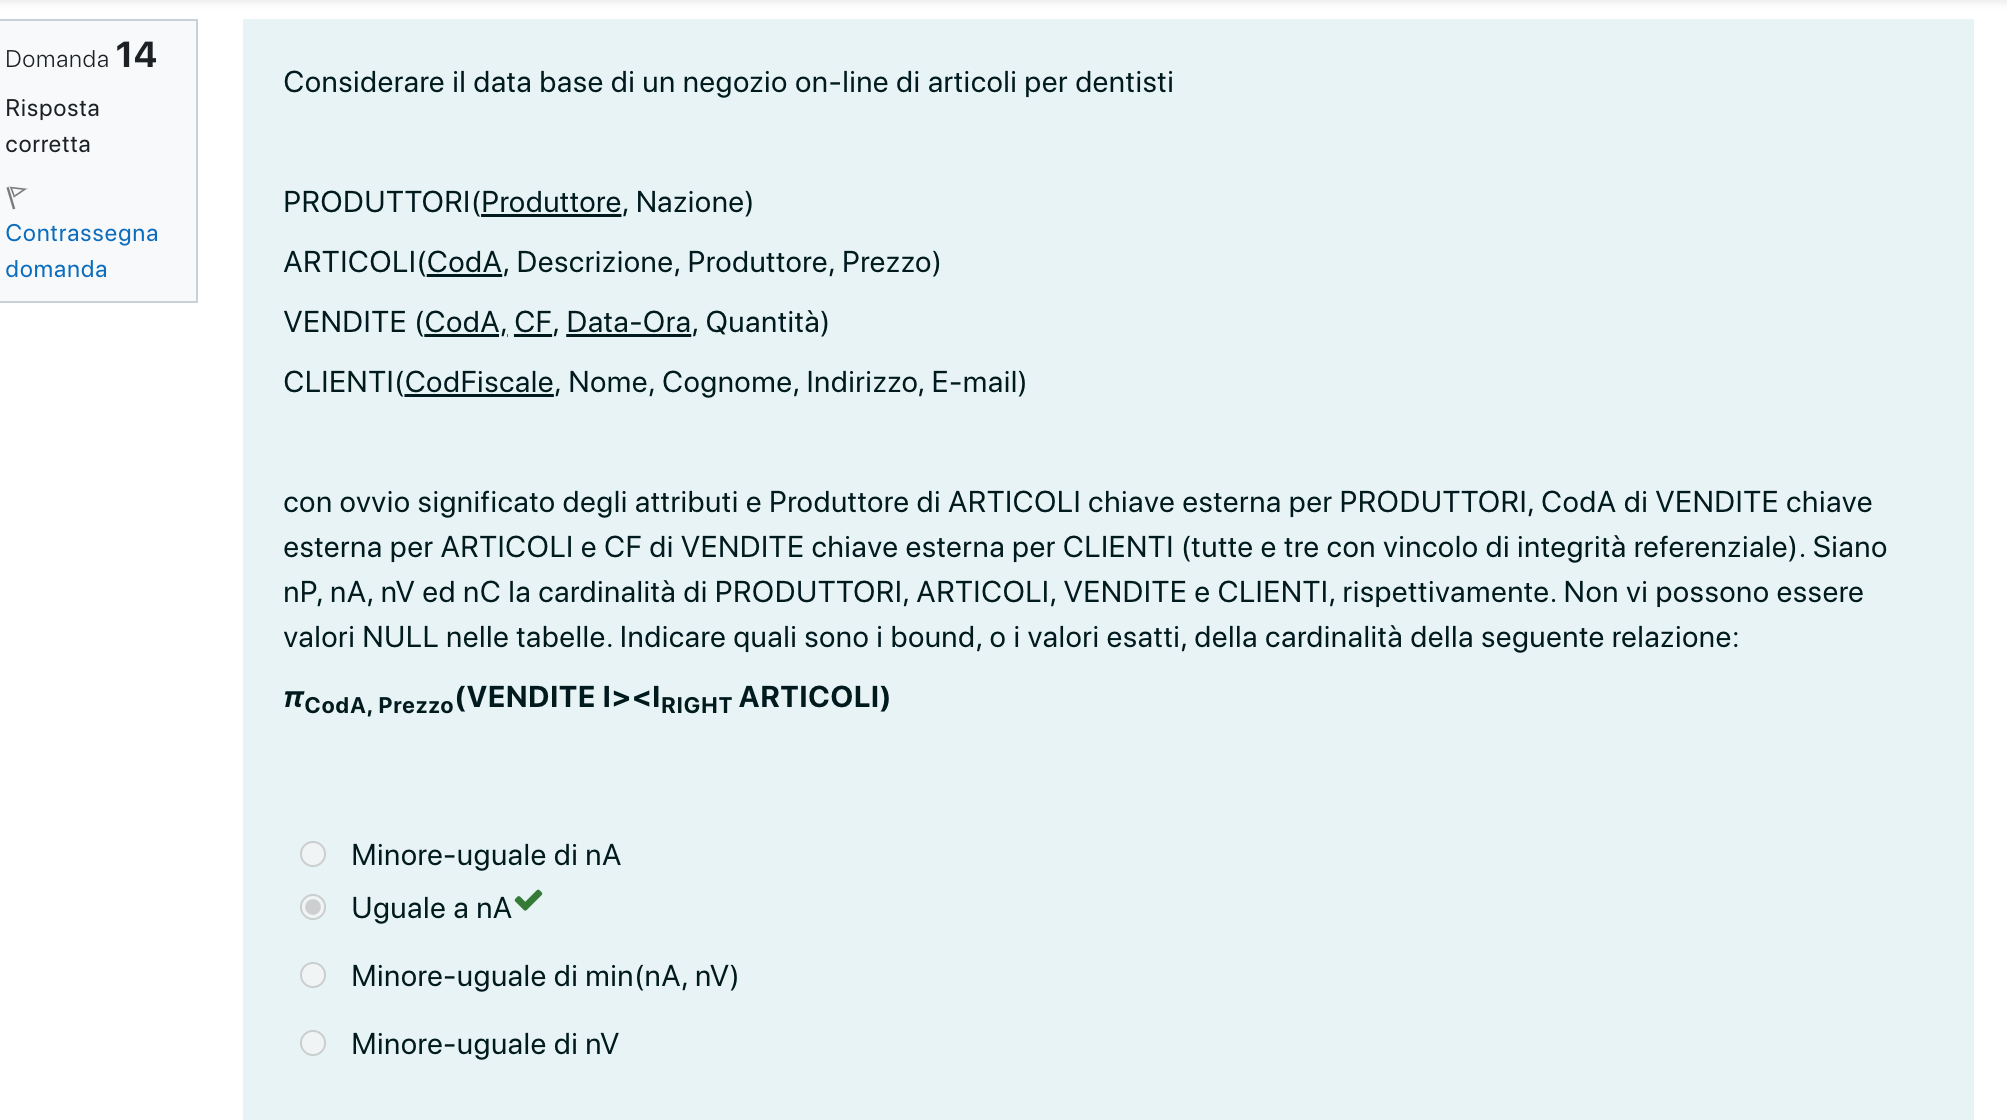 Domanda 14
Risposta
corretta
Contrassegna
domanda
Considerare il data base di un negozio on-line di articoli per dentisti
PRODUTTORI(Produttore, Nazione)
ARTICOLI(CodA, Descrizione, Produttore, Prezzo)
VENDITE (CodA, CF, Data-Ora, Quantità)
CLIENTI(CodFiscale, Nome, Cognome, Indirizzo, E-mail)
con ovvio significato degli attributi e Produttore di ARTICOLI chiave esterna per PRODUTTORI, CodA di VENDITE chiave
esterna per ARTICOLI e CF di VENDITE chiave esterna per CLIENTI (tutte e tre con vincolo di integrità referenziale). Siano
nP, nA, nV ed nC la cardinalità di PRODUTTORI, ARTICOLI, VENDITE e CLIENTI, rispettivamente. Non vi possono essere
valori NULL nelle tabelle. Indicare quali sono i bound, o i valori esatti, della cardinalità della seguente relazione:
πCodA, Prezzo(VENDITE I><IRIGHT ARTICOLI)
Minore-uguale di nA
Uguale a nA
Minore-uguale di min(nA, nV)
Minore-uguale di nV